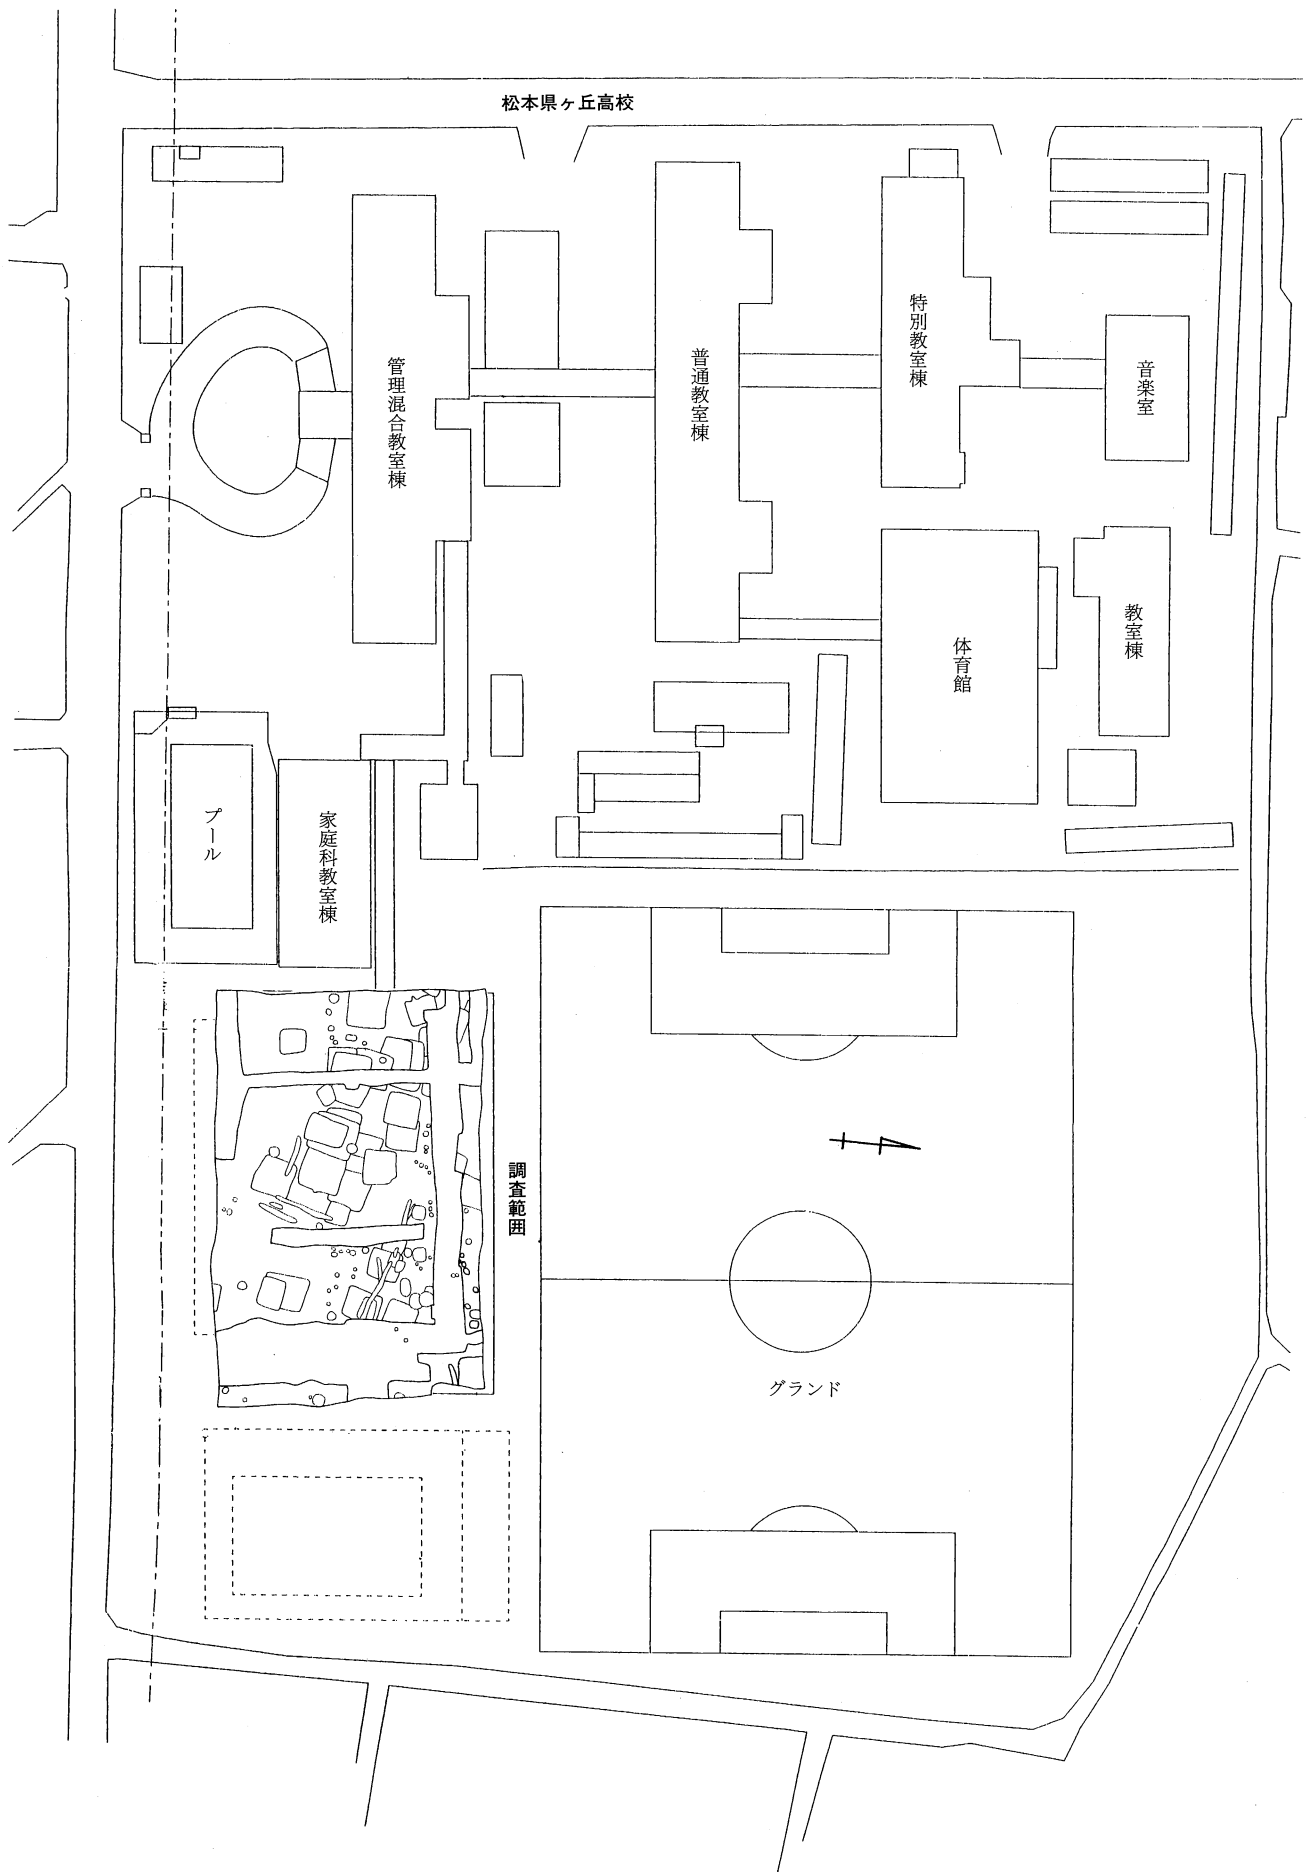 松本県ヶ丘高校
管理混合教室棟
普通教室棟
特別教室棟
音楽室
体育館
教室棟
プール
家庭科教室棟
調査範囲
グランド